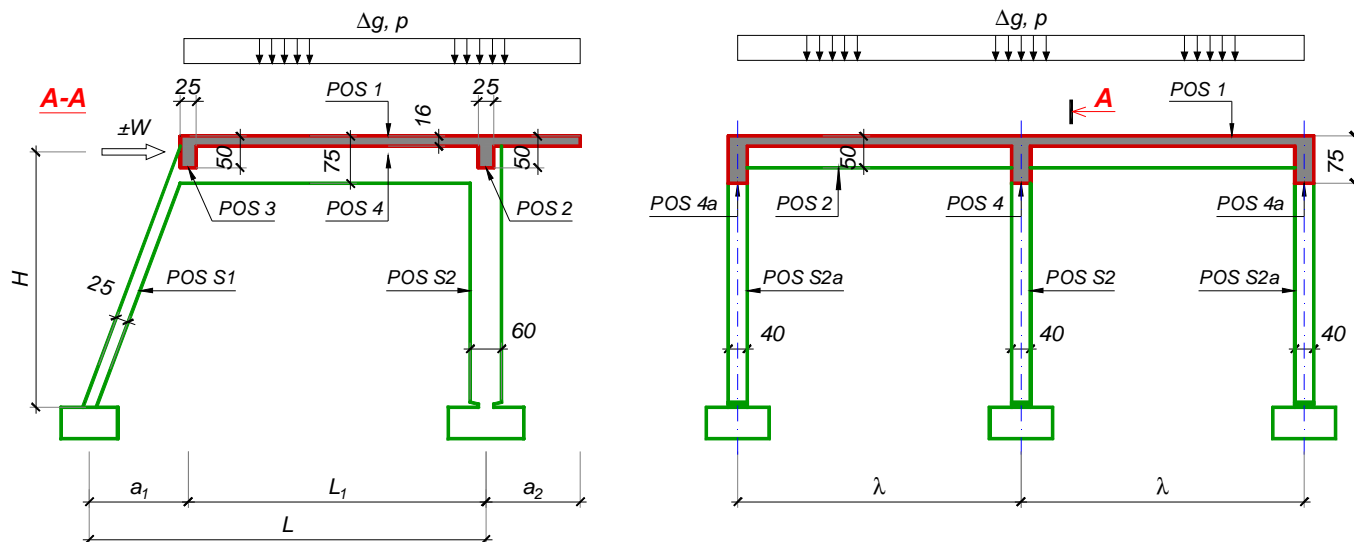 Δg, p
25
25
A-A
POS 1
16
±W
50
75
50
POS 3
POS 4
POS 2
H
25
POS S1
POS S2
60
a1
L1
a2
L
Δg, p
A
POS 1
50
75
POS 4a
POS 2
POS 4
POS 4a
POS S2a
POS S2
POS S2a
40
40
40
λ
λ